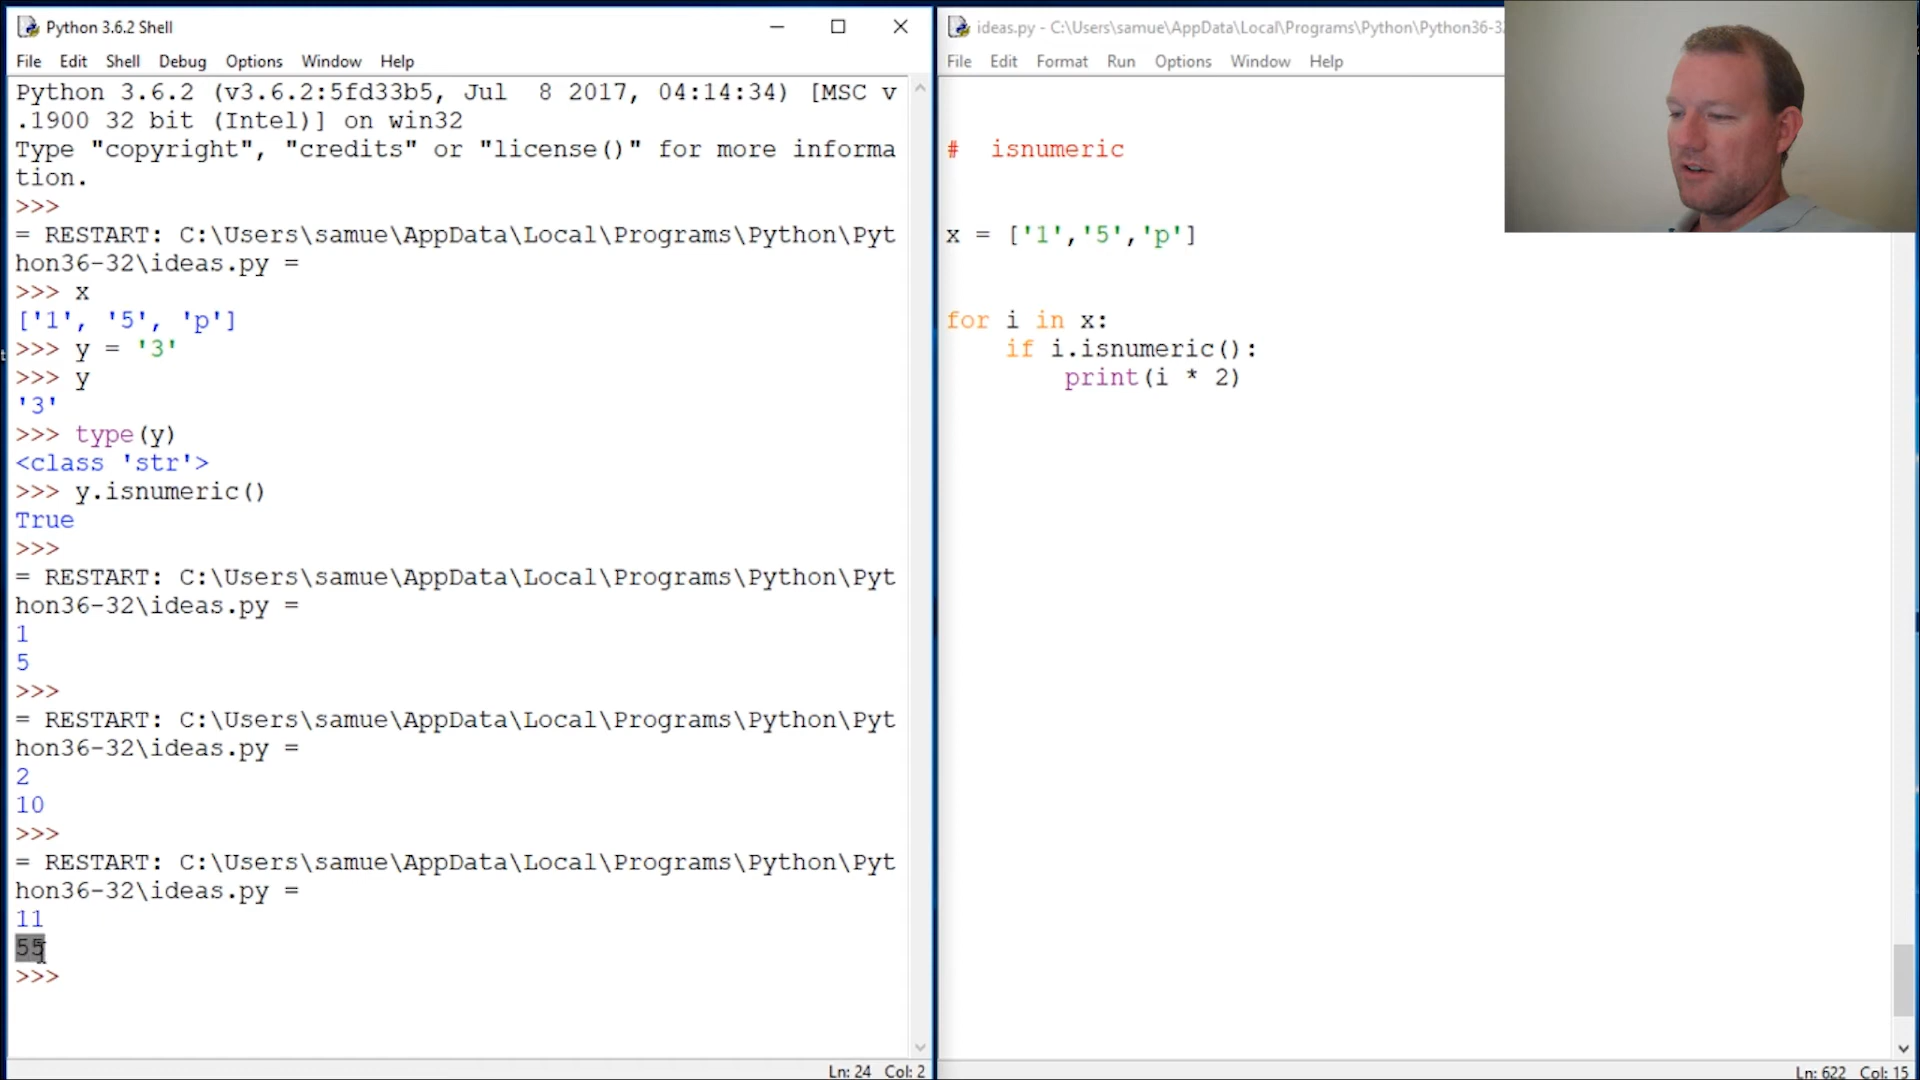 Python 3.6.2 Shell
File Edit Shell Debug Options Window Help
Python 3.6.2 (v3.6.2:5fd33b5, Jul  8 2017, 04:14:34) [MSC v
.1900 32 bit (Intel)] on win32
Type "copyright", "credits" or "license()" for more informa
tion.
>>>
= RESTART: C:\Users\samue\AppData\Local\Programs\Python\Pyt
hon36-32\ideas.py =
>>> x
['1', '5', 'p']
>>> y = '3'
>>> y
'3'
>>> type(y)
<class 'str'>
>>> y.isnumeric()
True
>>>
= RESTART: C:\Users\samue\AppData\Local\Programs\Python\Pyt
hon36-32\ideas.py =
1
5
>>>
= RESTART: C:\Users\samue\AppData\Local\Programs\Python\Pyt
hon36-32\ideas.py =
2
10
>>>
= RESTART: C:\Users\samue\AppData\Local\Programs\Python\Pyt
hon36-32\ideas.py =
11
55
>>>
Ln: 24 Col: 2
ideas.py - C:\Users\samue\AppData\Local\Programs\Python\Python36-3
File Edit Format Run Options Window Help
#  isnumeric
x = ['1','5','p']
for i in x:
    if i.isnumeric():
        print(i * 2)
Ln: 622 Col: 15